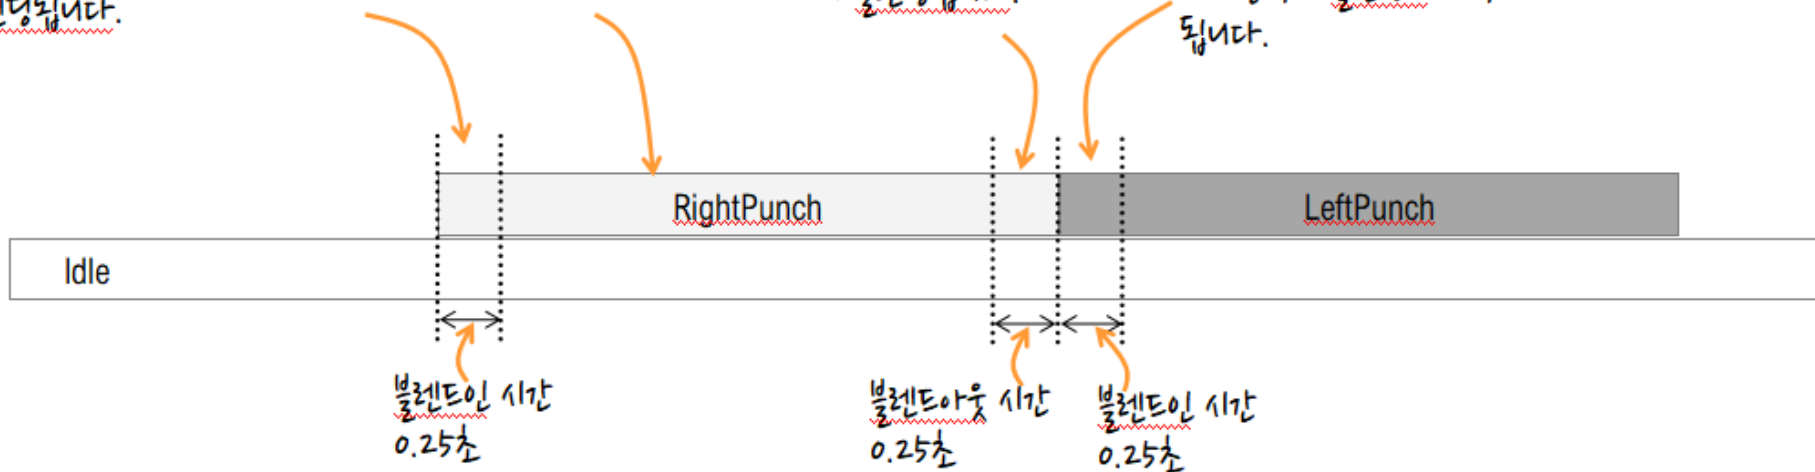 됩니다.
RightPunch
LeftPunch
Idle
블렌드인 시간
0.25초
블렌드아웃 시간
0.25초
블렌드인 시간
0.25초